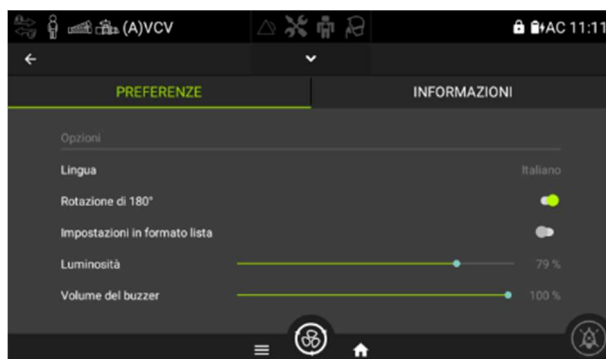 (A)VCV AC 11:11
PREFERENZE INFORMAZIONI
Opzioni
Lingua Italiano
Rotazione di 180°
Impostazioni in formato lista
Luminosità 79 %
Volume del buzzer 100 %